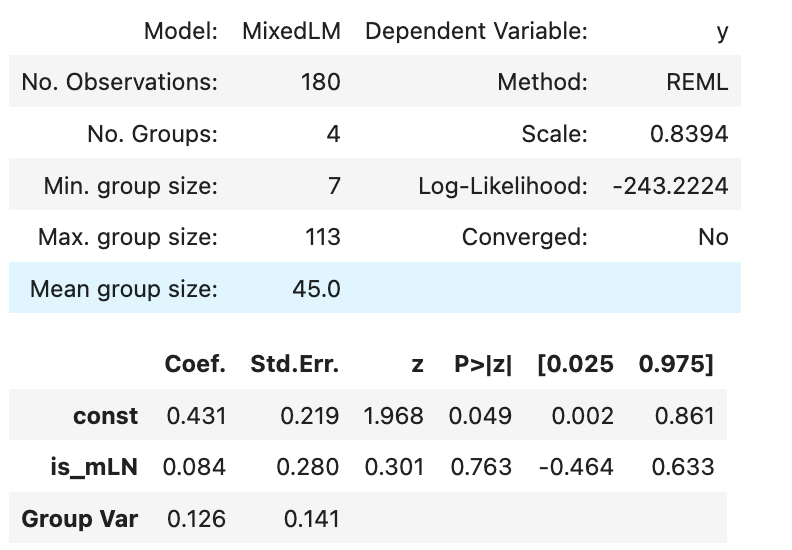 Model: MixedLM Dependent Variable: y
No. Observations: 180 Method: REML
No. Groups: 4 Scale: 0.8394
Min. group size: 7 Log-Likelihood: -243.2224
Max. group size: 113 Converged: No
Mean group size: 45.0
Coef. Std.Err. z P>|z| [0.025 0.975]
const 0.431 0.219 1.968 0.049 0.002 0.861
is_mLN 0.084 0.280 0.301 0.763 -0.464 0.633
Group Var 0.126 0.141